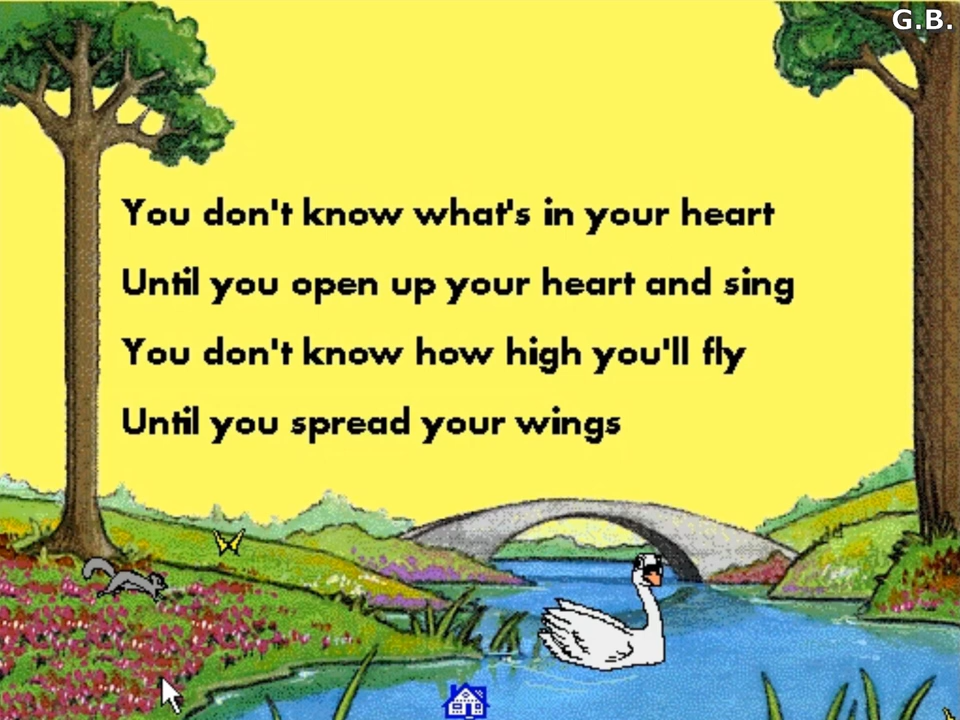 G.B.
You don't know what's in your heart
Until you open up your heart and sing
You don't know how high you'll fly
Until you spread your wings